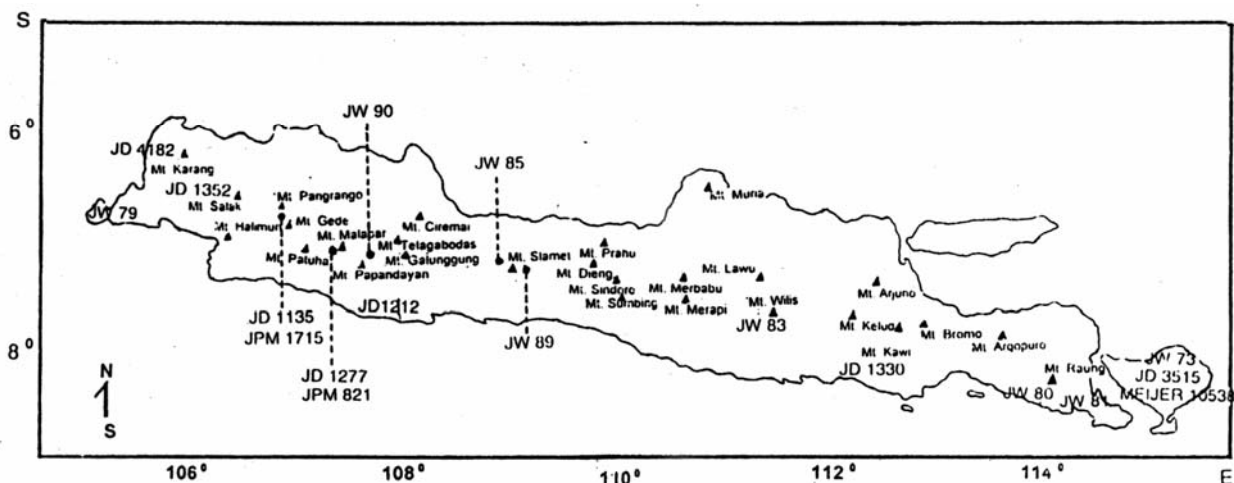 S
6°
8°
JW 90
JW 85
JD 4182
Mt Karang
JD 1352
Mt Salak
JW 79
Mt Pangrango
Mt Halimun
Mt Gede
Mt. Malabar
Mt. Patuha
Mt Papandayan
Mt. Ciremai
Mt Telagabodas
Mt. Galunggung
JD1212
JD 1135
JPM 1715
JD 1277
JPM 821
Mt. Slamet
JW 89
Mt. Prahu
Mt Dieng
Mt. Sindoro
Mt. Sumbing
Mt. Muria
Mt. Merbabu
Mt. Merapi
Mt. Lawu
Mt. Wilis
JW 83
Mt. Arjuno
Mt. Kelud
Mt. Kawi
JD 1330
Mt. Bromo
Mt. Argopuro
Mt. Raung
JW 80
JW 81
JW 73
JD 3515
MEIJER 10538
N
S
106°
108°
110°
112°
114°
E